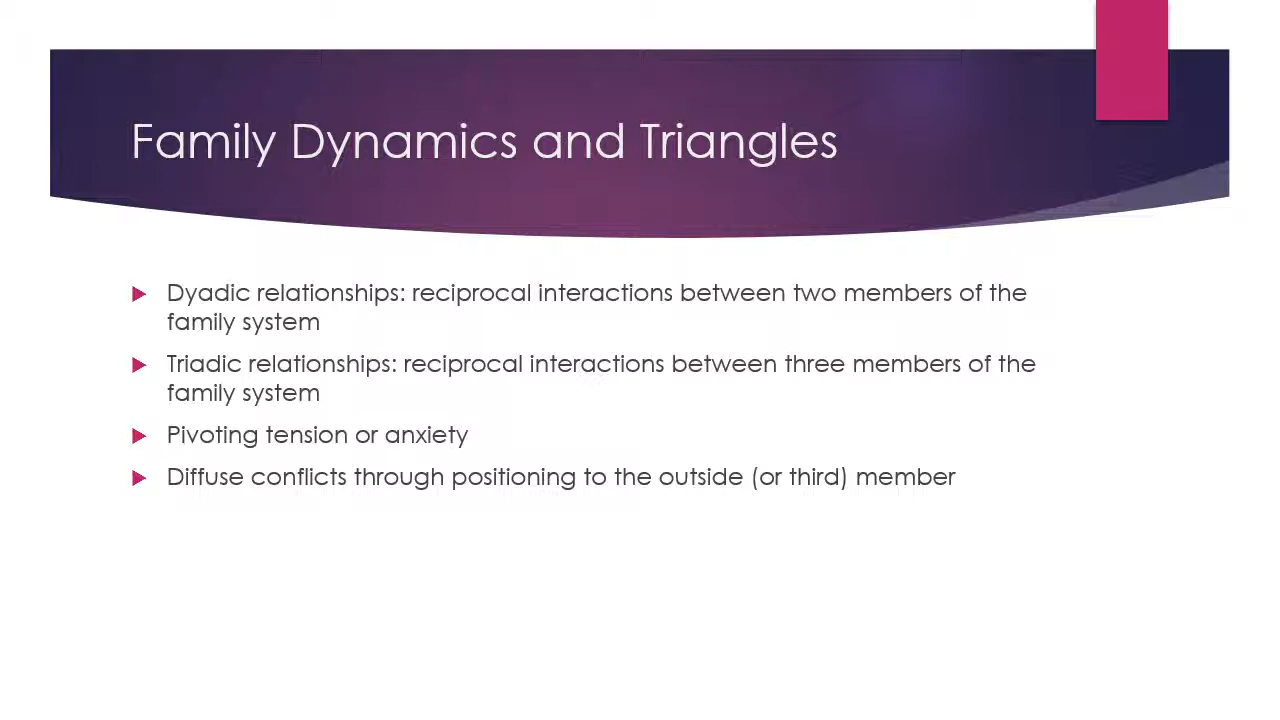 Family Dynamics and Triangles
Dyadic relationships: reciprocal interactions between two members of the
family system
Triadic relationships: reciprocal interactions between three members of the
family system
Pivoting tension or anxiety
Diffuse conflicts through positioning to the outside (or third) member